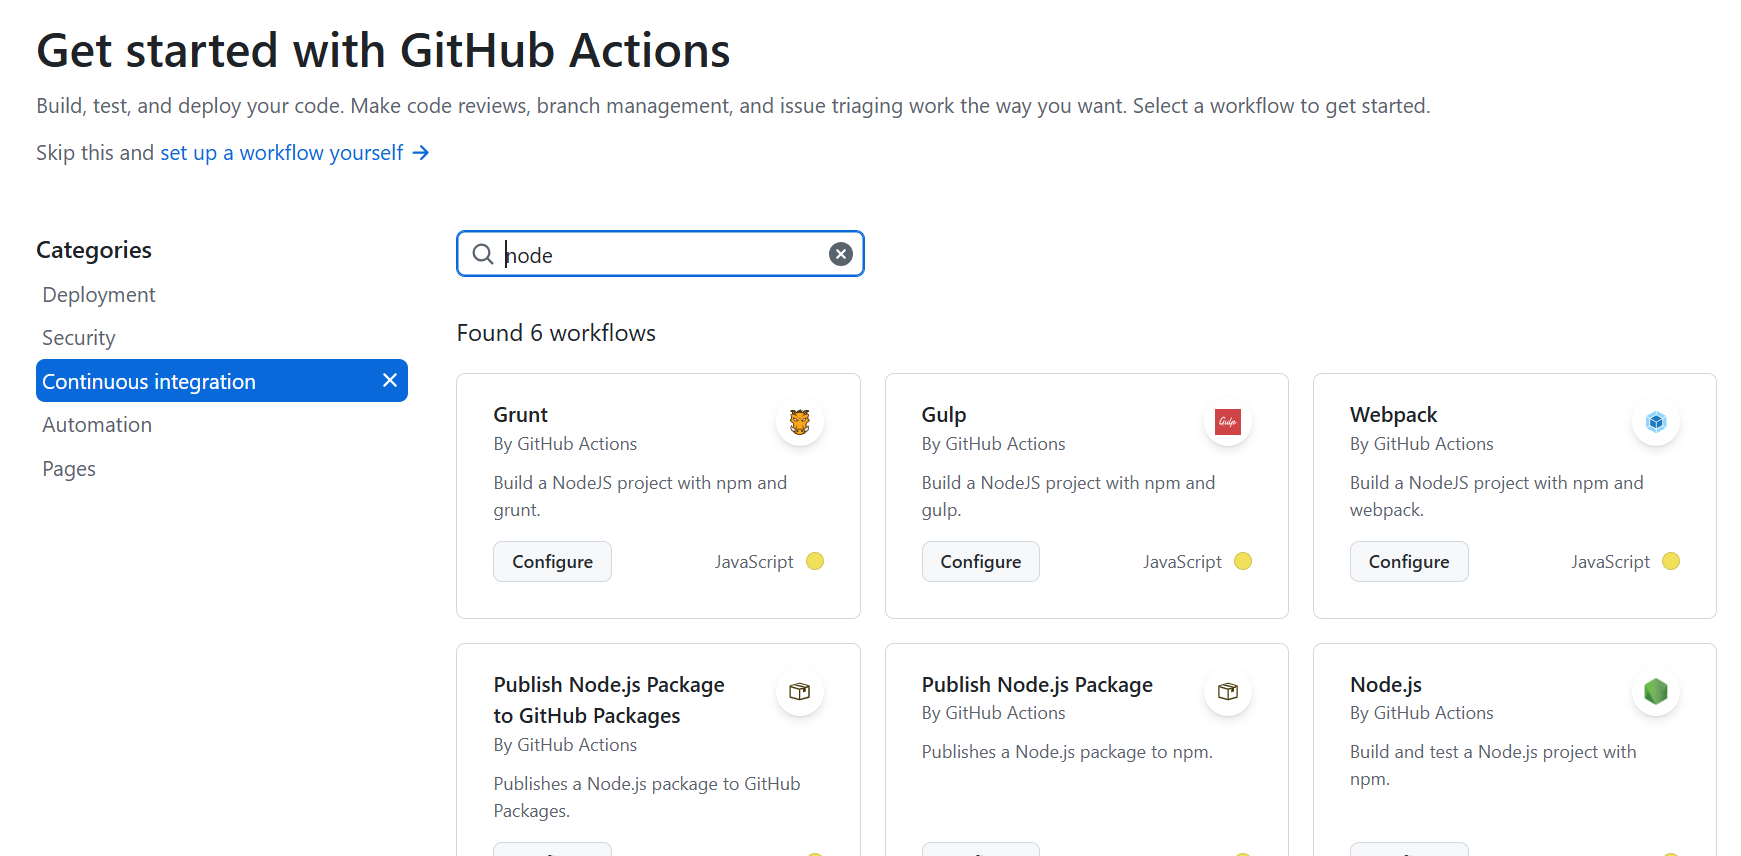 Get started with GitHub Actions
Build, test, and deploy your code. Make code reviews, branch management, and issue triaging work the way you want. Select a workflow to get started.
Skip this and set up a workflow yourself →
Categories
Deployment
Security
Continuous integration
Automation
Pages
node
Found 6 workflows
Grunt
By GitHub Actions
Build a NodeJS project with npm and
grunt.
Configure
JavaScript
Gulp
By GitHub Actions
Build a NodeJS project with npm and
gulp.
Configure
JavaScript
Gulp
Webpack
By GitHub Actions
Build a NodeJS project with npm and
webpack.
Configure
JavaScript
Publish Node.js Package
to GitHub Packages
By GitHub Actions
Publishes a Node.js package to GitHub
Packages.
Publish Node.js Package
By GitHub Actions
Publishes a Node.js package to npm.
Node.js
By GitHub Actions
Build and test a Node.js project with
npm.